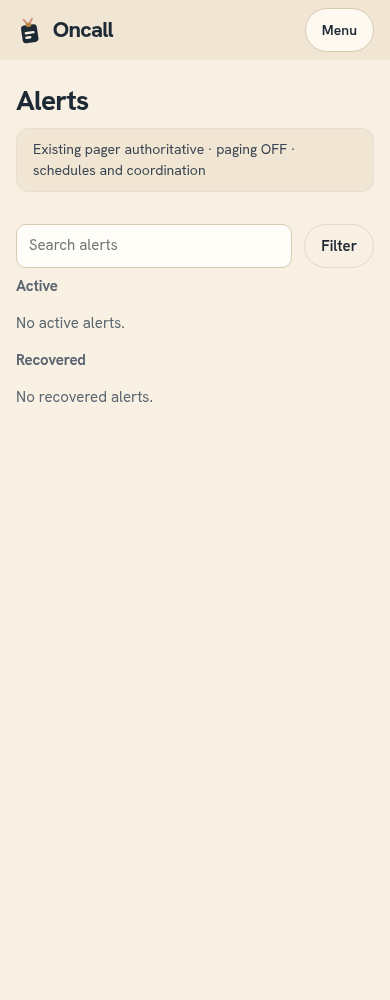 Oncall
Menu
Alerts
Existing pager authoritative · paging OFF ·
schedules and coordination
Search alerts
Filter
Active
No active alerts.
Recovered
No recovered alerts.